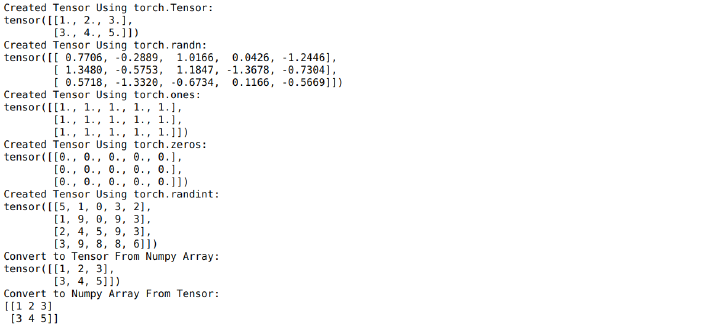 Created Tensor Using torch.Tensor:
tensor([[1., 2., 3.],
        [3., 4., 5.]])
Created Tensor Using torch.randn:
tensor([[ 0.7706, -0.2889,  1.0166,  0.0426, -1.2446],
        [ 1.3480, -0.5753,  1.1847, -1.3678, -0.7304],
        [ 0.5718, -1.3320, -0.6734,  0.1166, -0.5669]])
Created Tensor Using torch.ones:
tensor([[1., 1., 1., 1., 1.],
        [1., 1., 1., 1., 1.],
        [1., 1., 1., 1., 1.]])
Created Tensor Using torch.zeros:
tensor([[0., 0., 0., 0., 0.],
        [0., 0., 0., 0., 0.],
        [0., 0., 0., 0., 0.]])
Created Tensor Using torch.randint:
tensor([[5, 1, 0, 3, 2],
        [1, 9, 0, 9, 3],
        [2, 4, 5, 9, 3],
        [3, 9, 8, 8, 6]])
Convert to Tensor From Numpy Array:
tensor([[1, 2, 3],
        [3, 4, 5]])
Convert to Numpy Array From Tensor:
[[1 2 3]
 [3 4 5]]